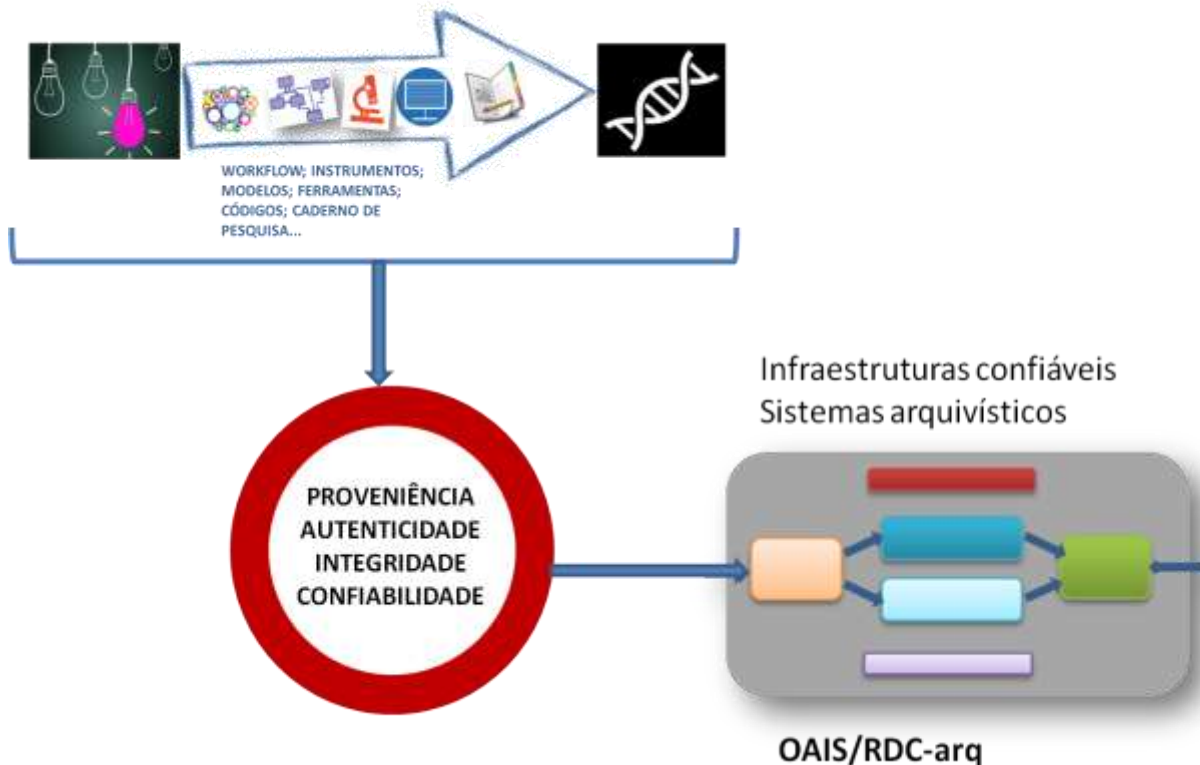 WORKFLOW; INSTRUMENTOS;
MODELOS; FERRAMENTAS;
CÓDIGOS; CADERNO DE
PESQUISA...
Infraestruturas confiáveis
Sistemas arquivísticos
PROVENIÊNCIA
AUTENTICIDADE
INTEGRIDADE
CONFIABILIDADE
OAIS/RDC-arq